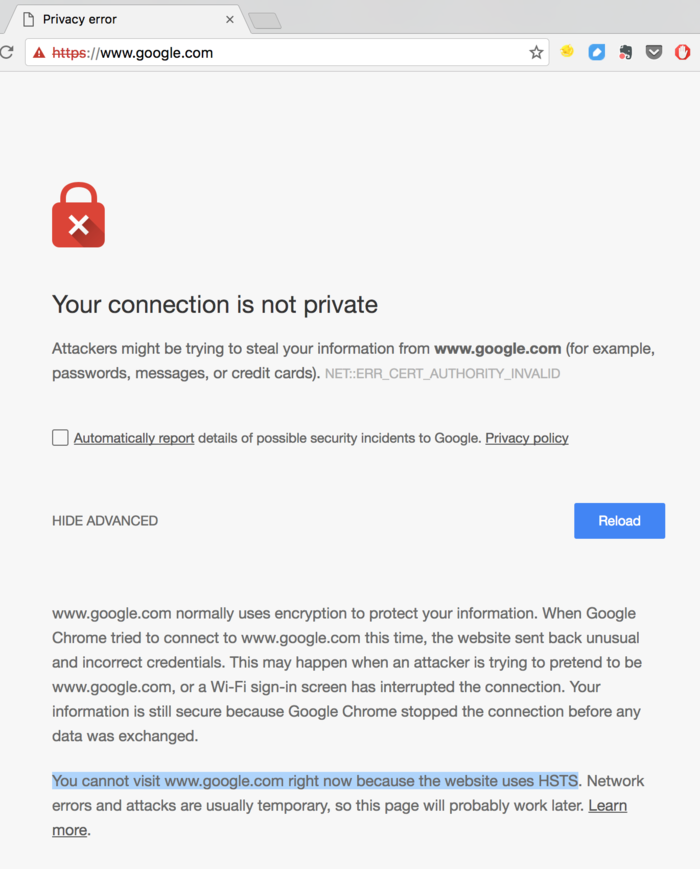 Privacy error
https://www.google.com
Your connection is not private
Attackers might be trying to steal your information from www.google.com (for example,
passwords, messages, or credit cards). NET::ERR_CERT_AUTHORITY_INVALID
Automatically report details of possible security incidents to Google. Privacy policy
HIDE ADVANCED
Reload
www.google.com normally uses encryption to protect your information. When Google
Chrome tried to connect to www.google.com this time, the website sent back unusual
and incorrect credentials. This may happen when an attacker is trying to pretend to be
www.google.com, or a Wi-Fi sign-in screen has interrupted the connection. Your
information is still secure because Google Chrome stopped the connection before any
data was exchanged.
You cannot visit www.google.com right now because the website uses HSTS. Network
errors and attacks are usually temporary, so this page will probably work later. Learn
more.